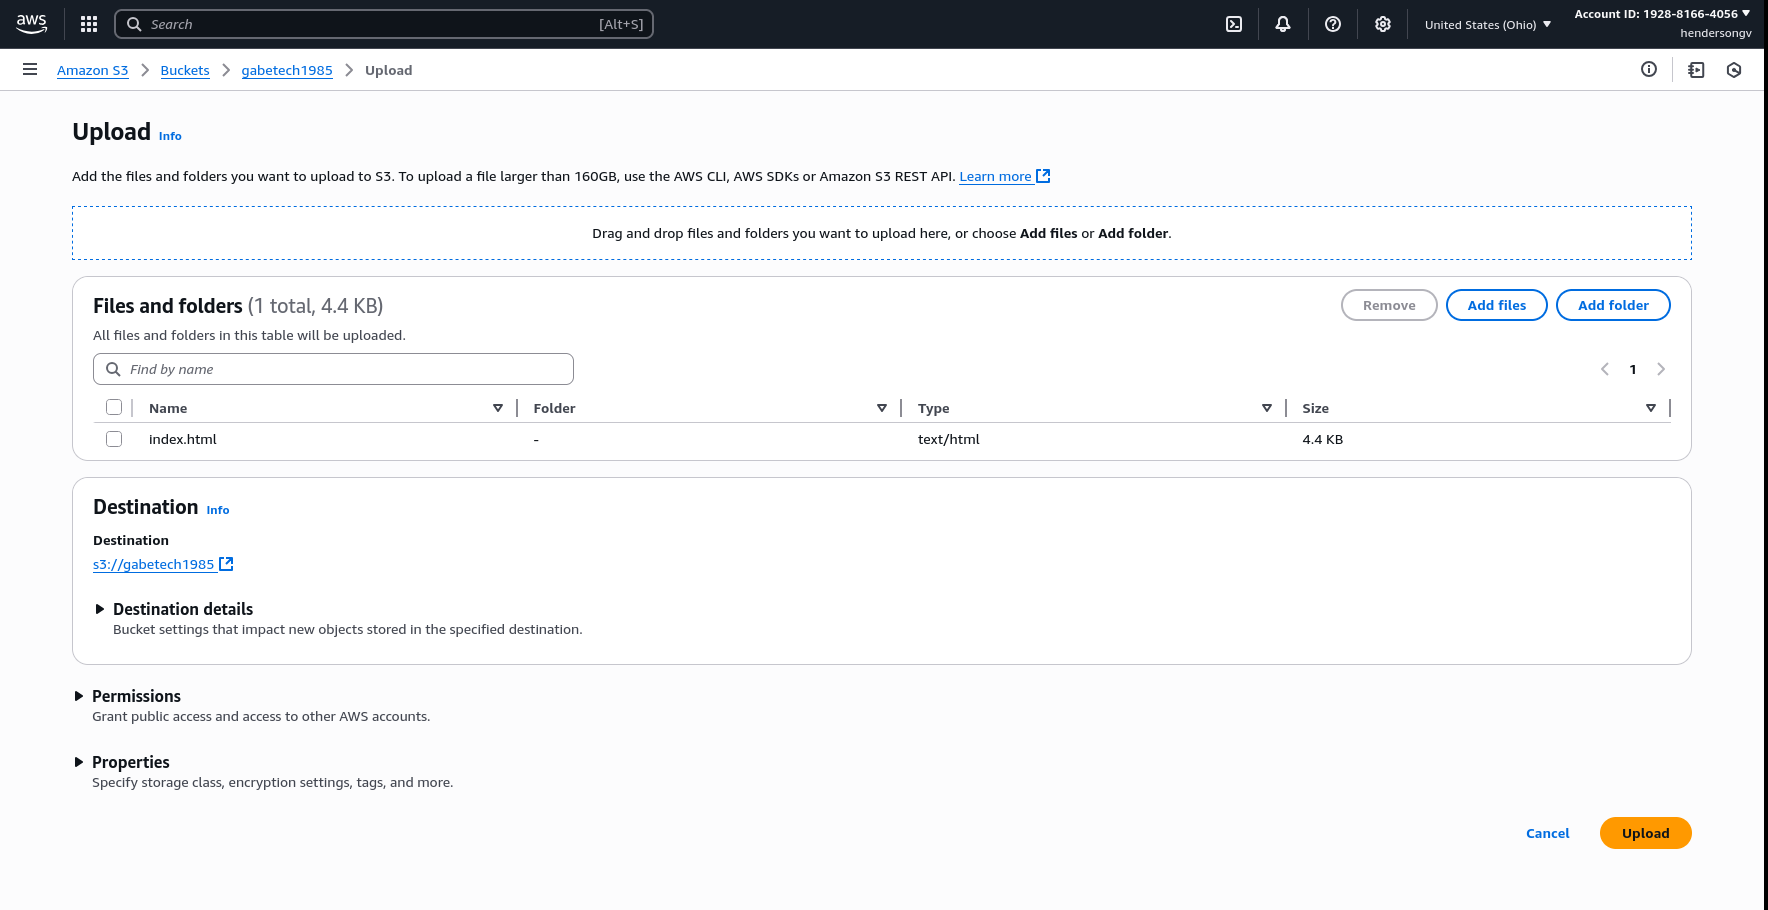 aws
Search [Alt+S]
United States (Ohio)
Account ID: 1928-8166-4056
hendersongv
Amazon S3 Buckets gabetech1985 Upload
Upload Info
Add the files and folders you want to upload to S3. To upload a file larger than 160GB, use the AWS CLI, AWS SDKs or Amazon S3 REST API. Learn more
Drag and drop files and folders you want to upload here, or choose Add files or Add folder.
Files and folders (1 total, 4.4 KB)
Remove Add files Add folder
All files and folders in this table will be uploaded.
Find by name
1
Name Folder Type Size
index.html - text/html 4.4 KB
Destination Info
Destination
s3://gabetech1985
Destination details
Bucket settings that impact new objects stored in the specified destination.
Permissions
Grant public access and access to other AWS accounts.
Properties
Specify storage class, encryption settings, tags, and more.
Cancel Upload